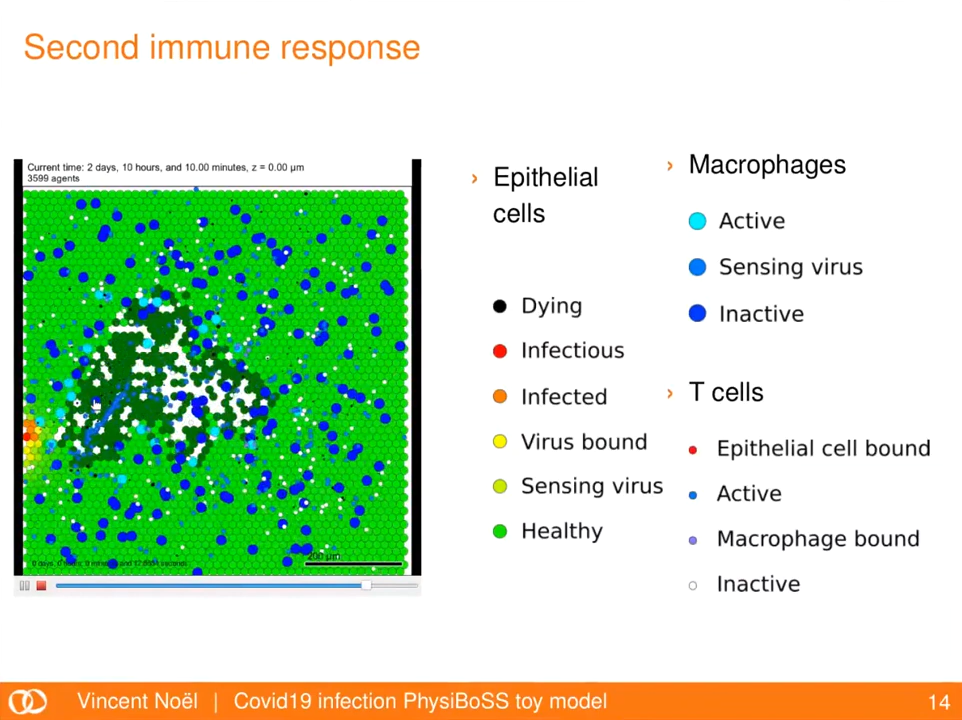 Second immune response
Current time: 2 days, 10 hours, and 10.00 minutes, z = 0.00 μm
3599 agents
200 μm
› Epithelial
cells
Dying
Infectious
Infected
Virus bound
Sensing virus
Healthy
› Macrophages
Active
Sensing virus
Inactive
› T cells
Epithelial cell bound
Active
Macrophage bound
Inactive
Vincent Noël | Covid19 infection PhysiBoSS toy model
14